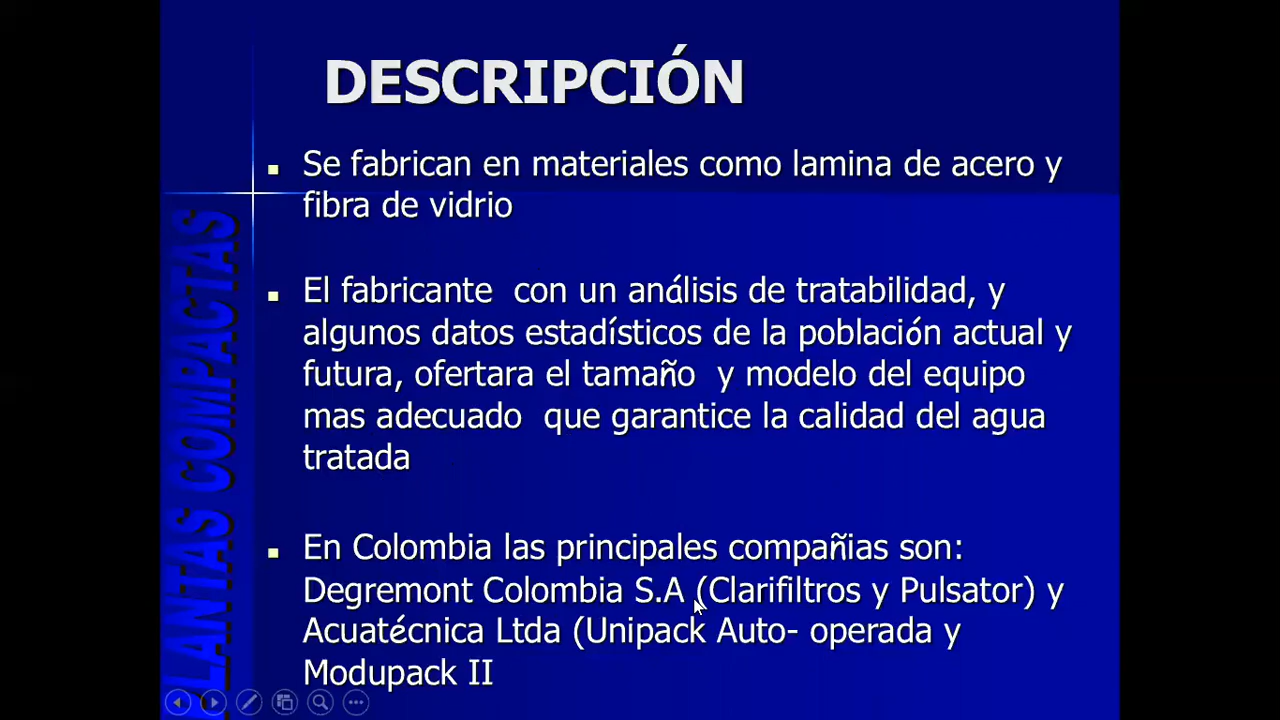 DESCRIPCIÓN
Se fabrican en materiales como lamina de acero y
fibra de vidrio
El fabricante con un análisis de tratabilidad, y
algunos datos estadísticos de la población actual y
futura, ofertara el tamaño y modelo del equipo
mas adecuado que garantice la calidad del agua
tratada
En Colombia las principales compañias son:
Degremont Colombia S.A (Clarifiltros y Pulsator) y
Acuatécnica Ltda (Unipack Auto- operada y
Modupack II
LANTAS COMPACTAS